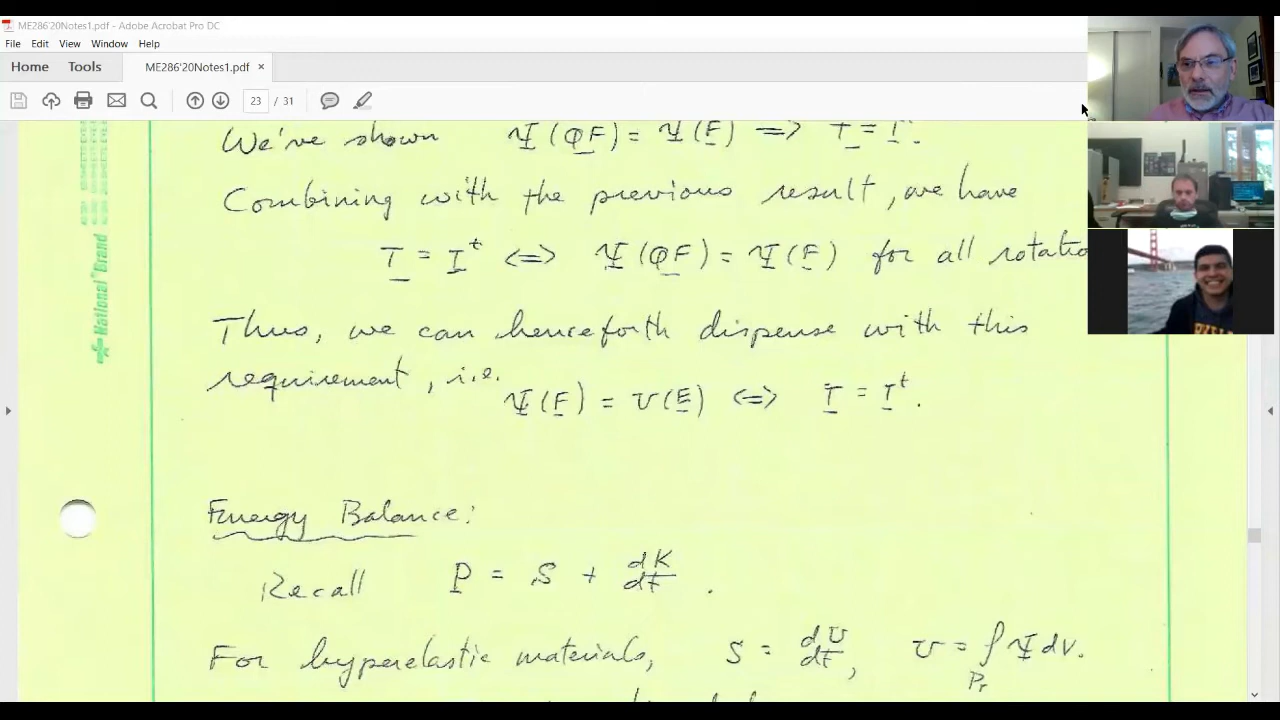 ME286'20Notes1.pdf - Adobe Acrobat Pro DC
File Edit View Window Help
Home Tools ME286'20Notes1.pdf ×
23 / 31
We've shown Ψ(QF) = Ψ(F) ⟹ T = Tᵗ.
Combining with the previous result, we have
T = Tᵗ ⟺ Ψ(QF) = Ψ(F) for all rotatio
Thus, we can henceforth dispense with this
requirement, i.e.
Ψ(F) = U(E) ⟺ T = Tᵗ.
National Brand
Energy Balance:
Recall P = S + dK/dt.
For hyperelastic materials, S = dU/dt, U = ∫ Ψ dv.
Pr